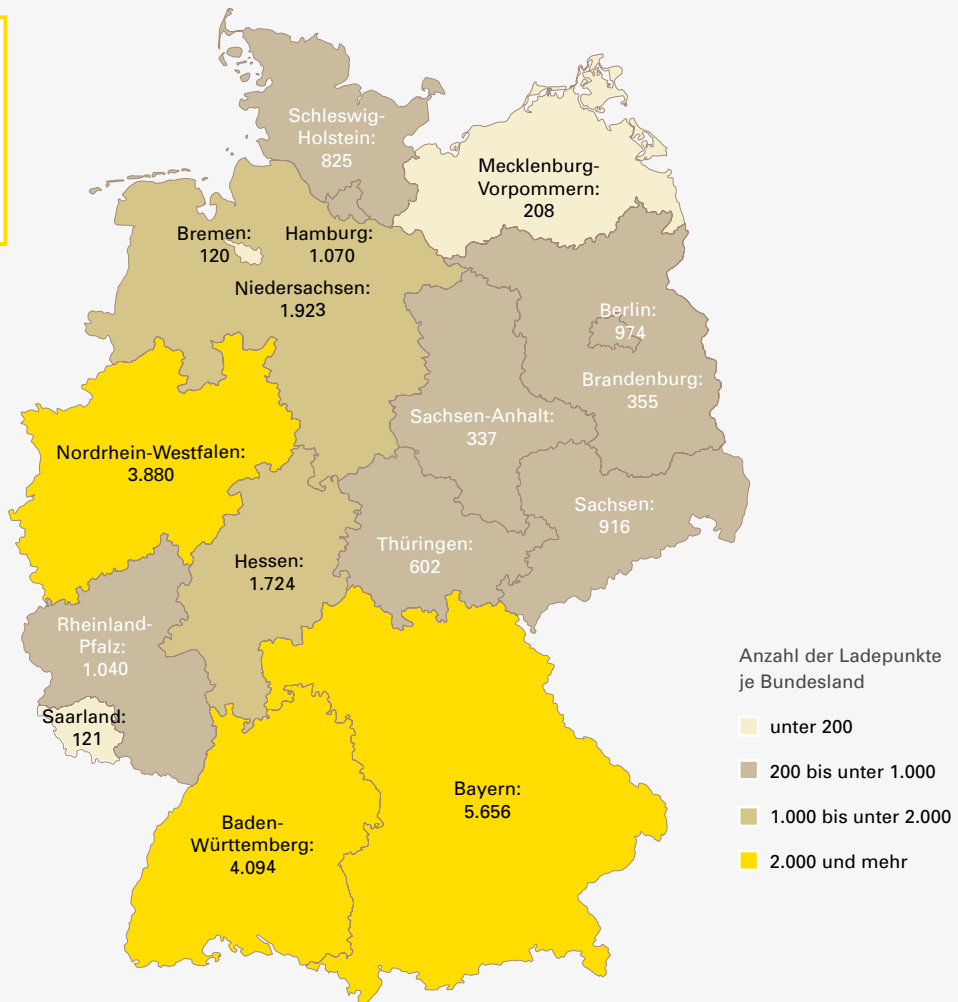 Schleswig-
Holstein:
825
Mecklenburg-
Vorpommern:
208
Bremen:
120
Hamburg:
1.070
Niedersachsen:
1.923
Berlin:
974
Brandenburg:
355
Sachsen-Anhalt:
337
Nordrhein-Westfalen:
3.880
Sachsen:
916
Thüringen:
602
Hessen:
1.724
Rheinland-
Pfalz:
1.040
Saarland:
121
Bayern:
5.656
Baden-
Württemberg:
4.094
Anzahl der Ladepunkte
je Bundesland
unter 200
200 bis unter 1.000
1.000 bis unter 2.000
2.000 und mehr